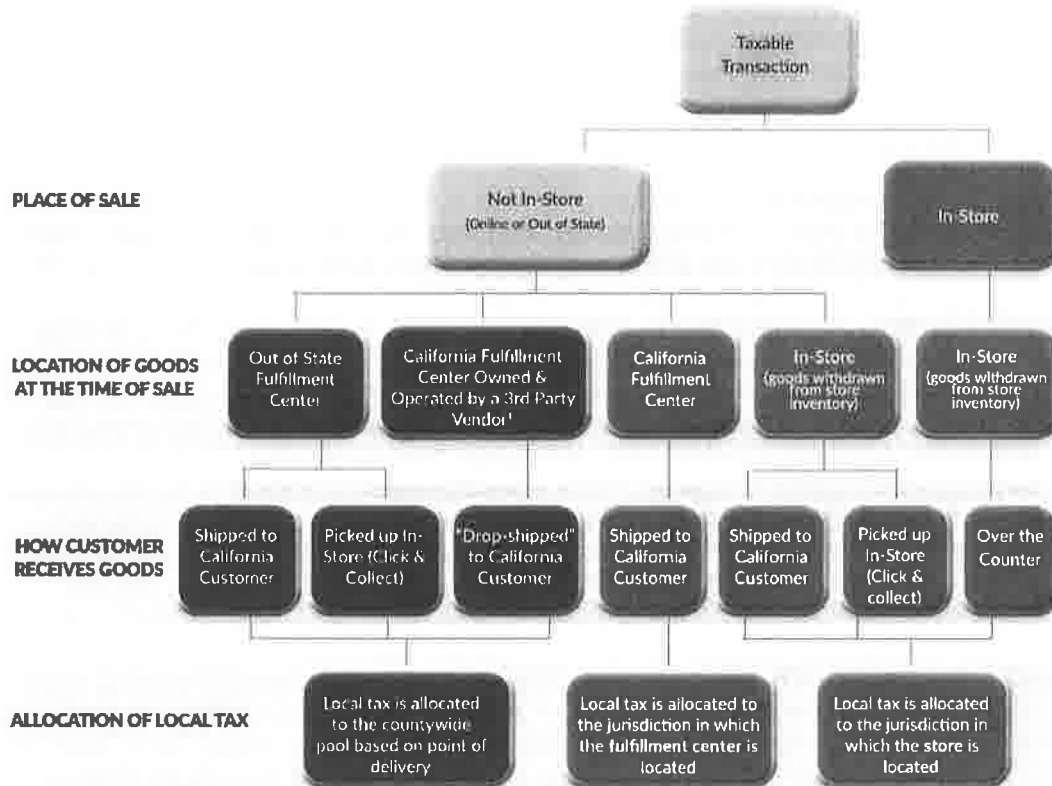 Taxable
Transaction
PLACE OF SALE
Not In-Store
(Online or Out of State)
In-Store
LOCATION OF GOODS
AT THE TIME OF SALE
Out of State
Fulfillment
Center
California Fulfillment
Center Owned &
Operated by a 3rd Party
Vendor¹
California
Fulfillment
Center
In-Store
(goods withdrawn
from store
inventory)
In-Store
(goods withdrawn
from store
inventory)
HOW CUSTOMER
RECEIVES GOODS
Shipped to
California
Customer
Picked up In-
Store (Click &
Collect)
"Drop-shipped"
to California
Customer
Shipped to
California
Customer
Shipped to
California
Customer
Picked up
In-Store
(Click &
collect)
Over the
Counter
ALLOCATION OF LOCAL TAX
Local tax is allocated
to the countywide
pool based on point of
delivery
Local tax is allocated to
the jurisdiction in which
the fulfillment center is
located
Local tax is allocated
to the jurisdiction in
which the store is
located